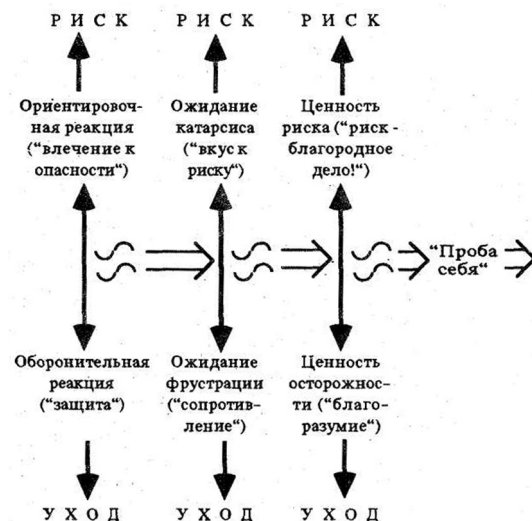 Р И С К Р И С К Р И С К
Ориентировоч-
ная реакция
(“влечение к
опасности“)
Ожидание
катарсиса
(“вкус к
риску“)
Ценность
риска (“риск -
благородное
дело!“)
“Проба
себя“
Оборонительная
реакция
(“защита“)
Ожидание
фрустрации
(“сопротив-
ление“)
Ценность
осторожнос-
ти (“благо-
разумие“)
У Х О Д У Х О Д У Х О Д